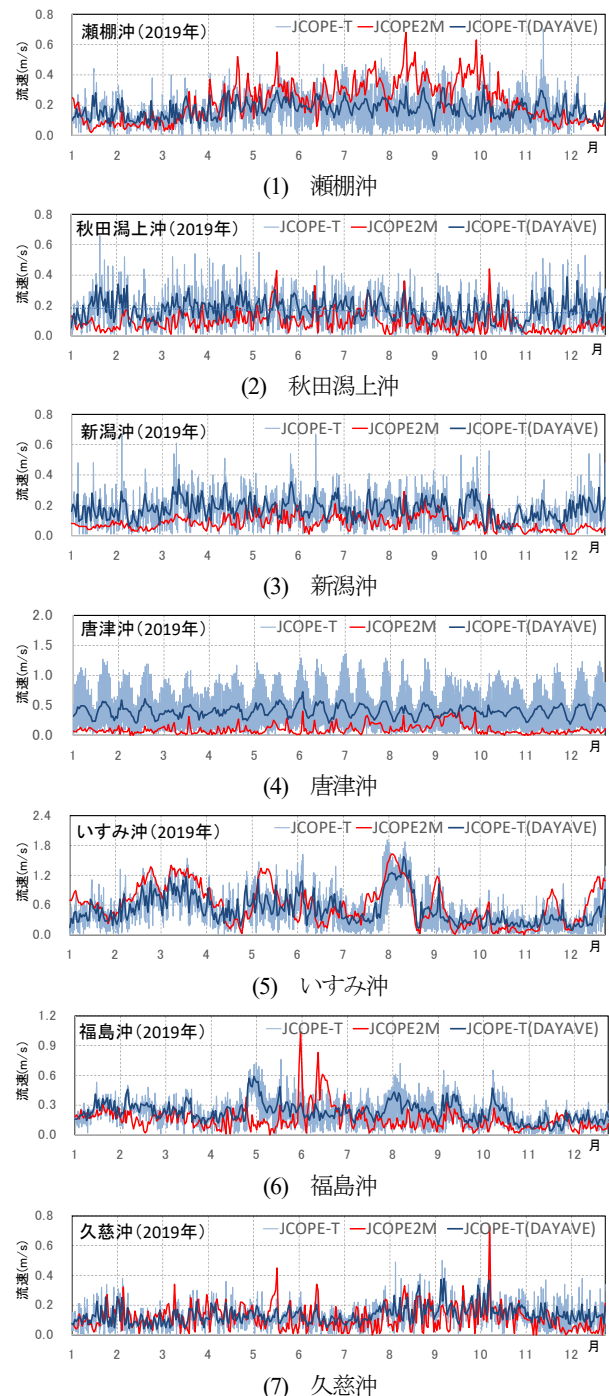 瀬棚沖(2019年) JCOPE-T JCOPE2M JCOPE-T(DAYAVE)
流速(m/s)
0.8
0.6
0.4
0.2
0.0
1 2 3 4 5 6 7 8 9 10 11 12 月
(1) 瀬棚沖
秋田潟上沖(2019年) JCOPE-T JCOPE2M JCOPE-T(DAYAVE)
流速(m/s)
0.8
0.6
0.4
0.2
0.0
1 2 3 4 5 6 7 8 9 10 11 12 月
(2) 秋田潟上沖
新潟沖(2019年) JCOPE-T JCOPE2M JCOPE-T(DAYAVE)
流速(m/s)
0.8
0.6
0.4
0.2
0.0
1 2 3 4 5 6 7 8 9 10 11 12 月
(3) 新潟沖
唐津沖(2019年) JCOPE-T JCOPE2M JCOPE-T(DAYAVE)
流速(m/s)
2.0
1.5
1.0
0.5
0.0
1 2 3 4 5 6 7 8 9 10 11 12 月
(4) 唐津沖
いすみ沖(2019年) JCOPE-T JCOPE2M JCOPE-T(DAYAVE)
流速(m/s)
2.4
1.8
1.2
0.6
0.0
1 2 3 4 5 6 7 8 9 10 11 12 月
(5) いすみ沖
福島沖(2019年) JCOPE-T JCOPE2M JCOPE-T(DAYAVE)
流速(m/s)
1.2
0.9
0.6
0.3
0.0
1 2 3 4 5 6 7 8 9 10 11 12 月
(6) 福島沖
久慈沖(2019年) JCOPE-T JCOPE2M JCOPE-T(DAYAVE)
流速(m/s)
0.8
0.6
0.4
0.2
0.0
1 2 3 4 5 6 7 8 9 10 11 12 月
(7) 久慈沖